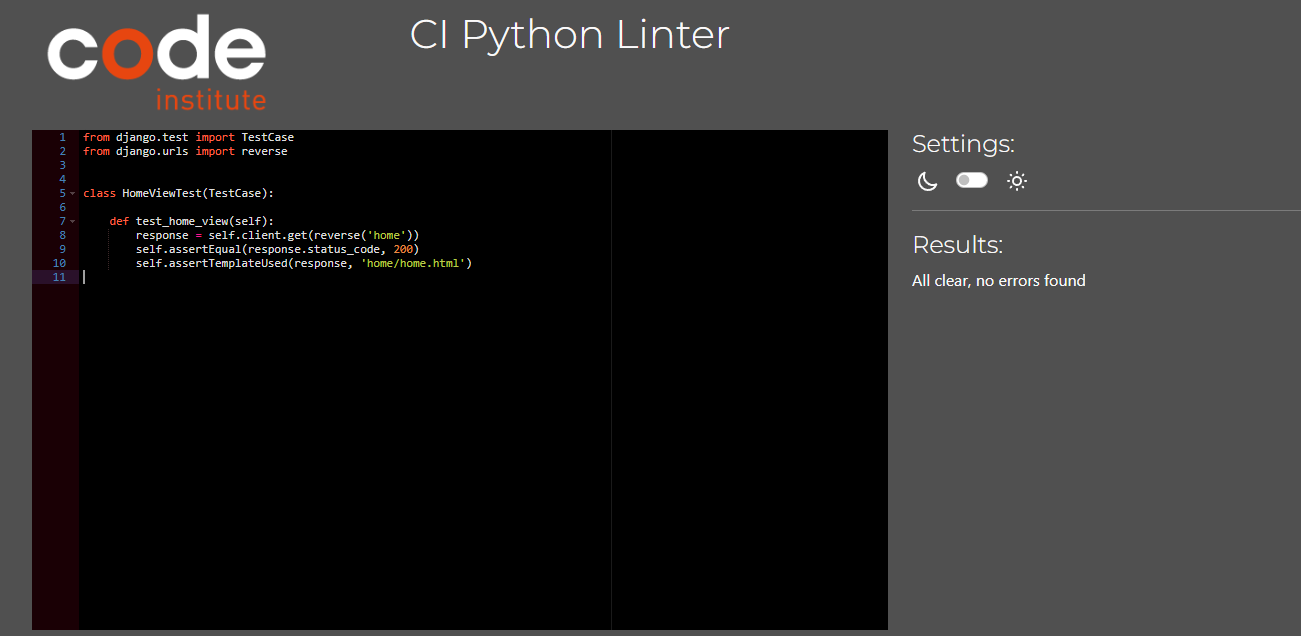 code
institute
CI Python Linter
1 from django.test import TestCase
2 from django.urls import reverse
3
4
5 class HomeViewTest(TestCase):
6
7     def test_home_view(self):
8         response = self.client.get(reverse('home'))
9         self.assertEqual(response.status_code, 200)
10         self.assertTemplateUsed(response, 'home/home.html')
11
Settings:
Results:
All clear, no errors found